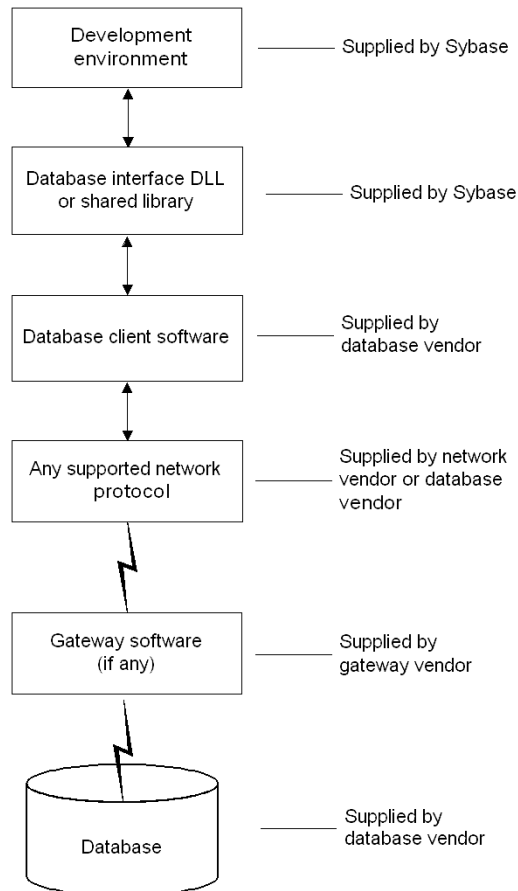 Development
environment
Supplied by Sybase
Database interface DLL
or shared library
Supplied by Sybase
Database client software
Supplied by
database vendor
Any supported network
protocol
Supplied by network
vendor or database
vendor
Gateway software
(if any)
Supplied by
gateway vendor
Database
Supplied by
database vendor